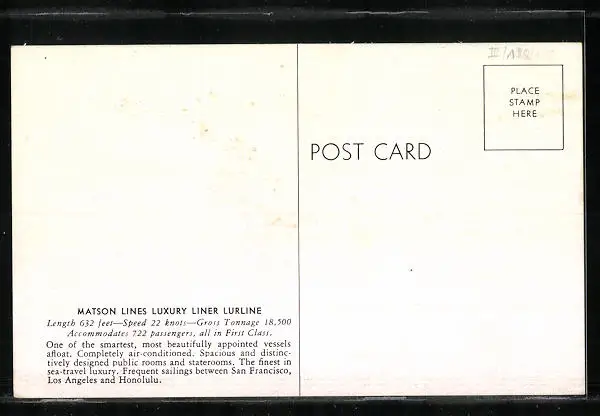 PLACE
STAMP
HERE
POST CARD
MATSON LINES LUXURY LINER LURLINE
Length 632 feet—Speed 22 knots—Gross Tonnage 18,500
Accommodates 722 passengers, all in First Class.
One of the smartest, most beautifully appointed vessels
afloat. Completely air-conditioned. Spacious and distinc-
tively designed public rooms and staterooms. The finest in
sea-travel luxury. Frequent sailings between San Francisco,
Los Angeles and Honolulu.